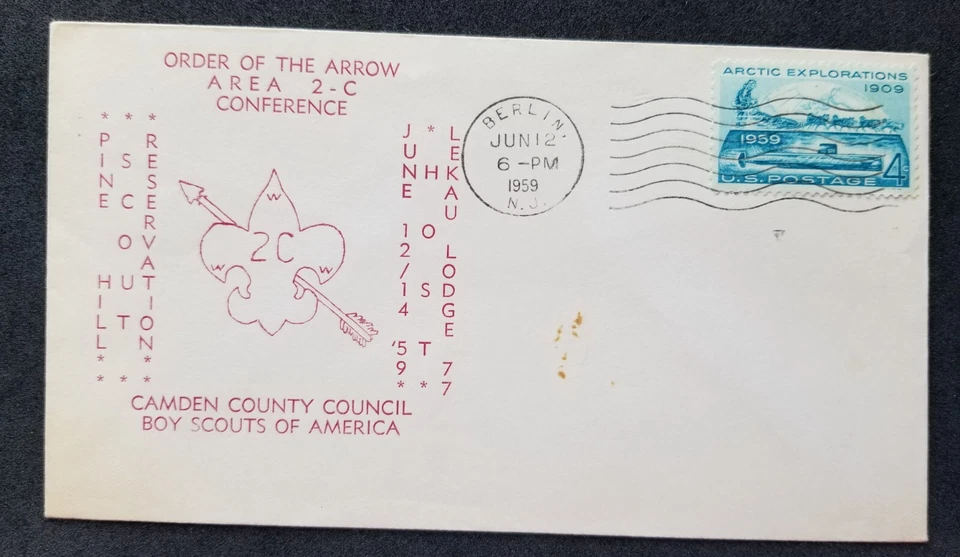 ORDER OF THE ARROW
AREA 2-C
CONFERENCE
* * *
PINE HILL * *
SCOUT * *
RESERVATION * *
W
W 2C W
JUNE 12/14 '59 *
* HOST *
LEKAU LODGE 77
CAMDEN COUNTY COUNCIL
BOY SCOUTS OF AMERICA
BERLIN,
JUN 12
6-PM
1959
N.J.
ARCTIC EXPLORATIONS
1909
1959
4¢
U.S. POSTAGE